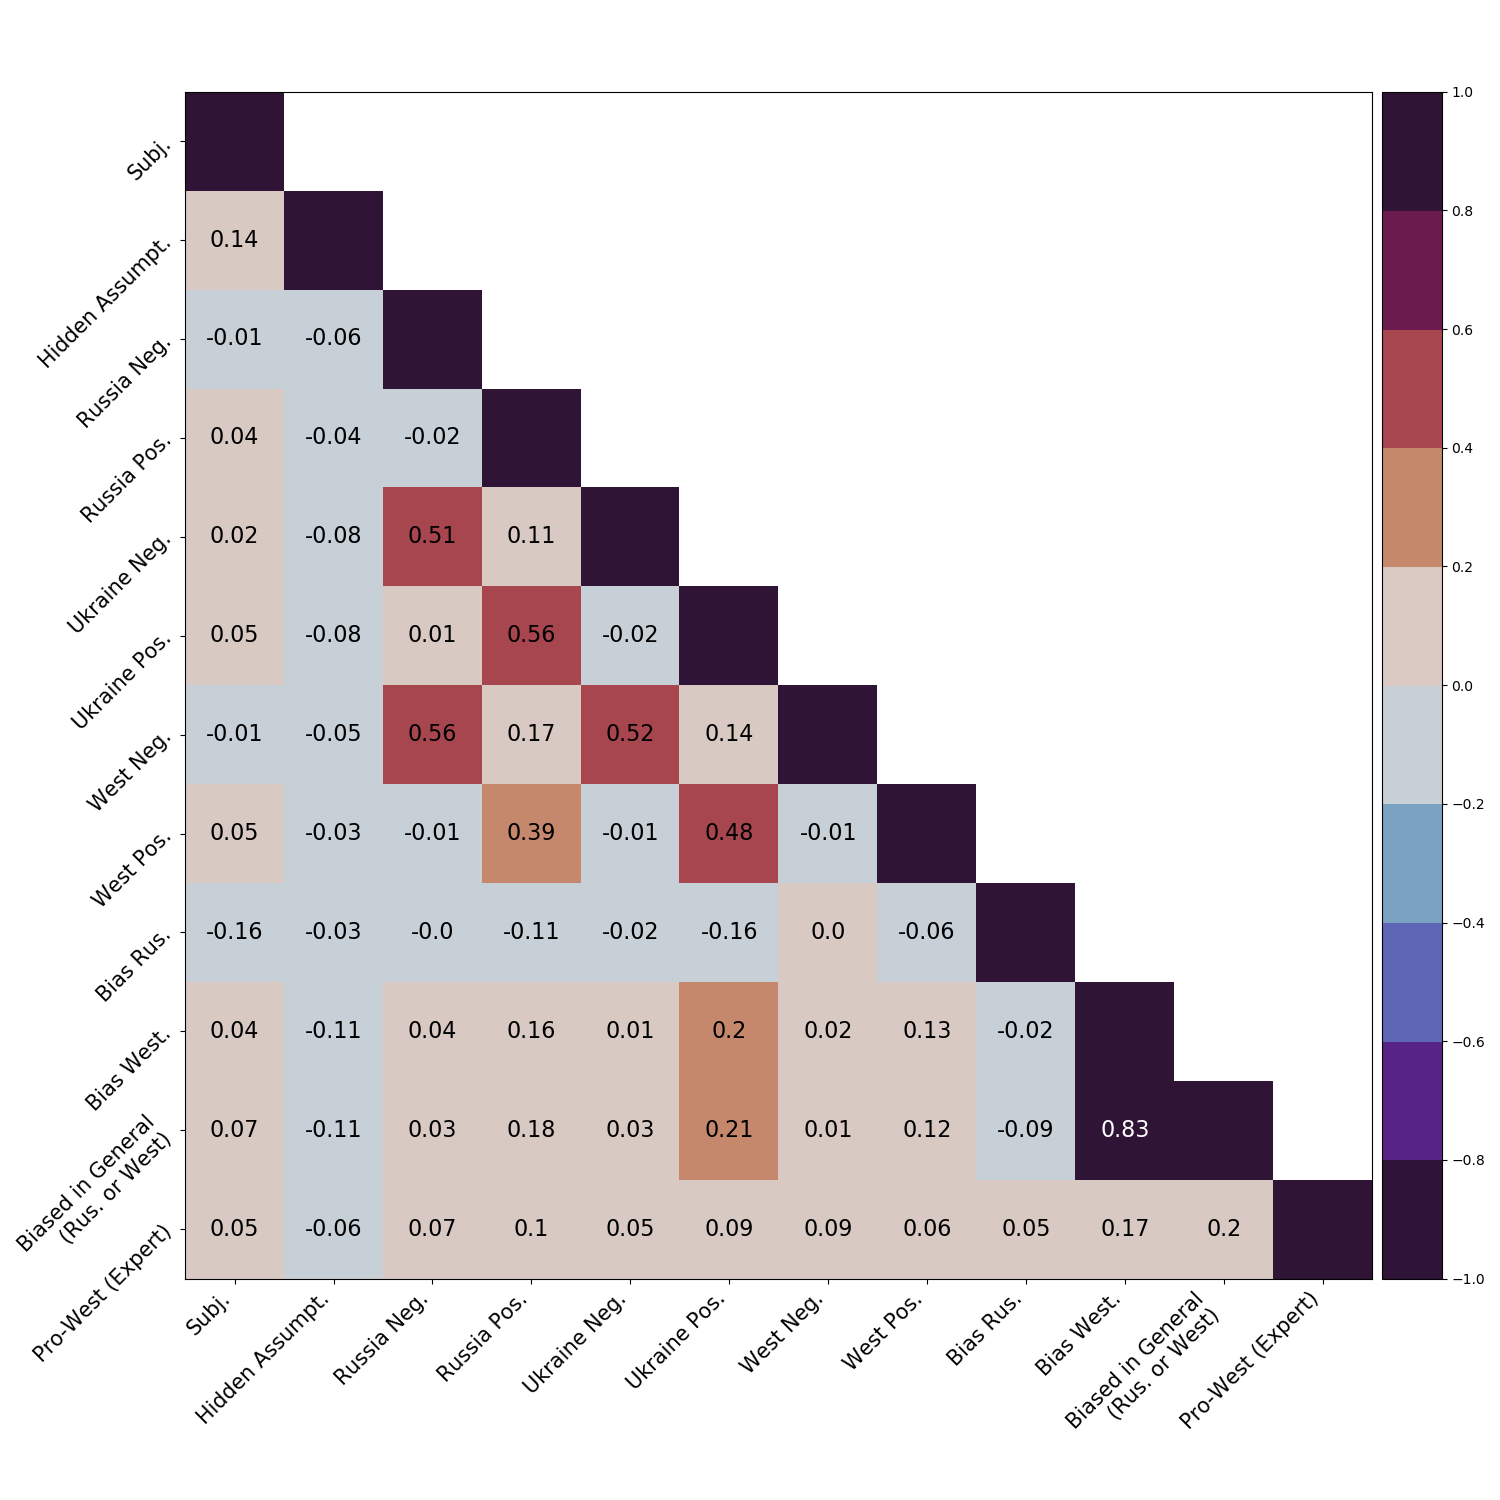 1.0
Subj.
0.8
Hidden Assumpt.
0.14
Russia Neg.
-0.01 -0.06
0.6
Russia Pos.
0.04 -0.04 -0.02
0.4
Ukraine Neg.
0.02 -0.08 0.51 0.11
0.2
Ukraine Pos.
0.05 -0.08 0.01 0.56 -0.02
0.0
West Neg.
-0.01 -0.05 0.56 0.17 0.52 0.14
−0.2
West Pos.
0.05 -0.03 -0.01 0.39 -0.01 0.48 -0.01
−0.4
Bias Rus.
-0.16 -0.03 -0.0 -0.11 -0.02 -0.16 0.0 -0.06
Bias West.
0.04 -0.11 0.04 0.16 0.01 0.2 0.02 0.13 -0.02
−0.6
Biased in General
(Rus. or West)
0.07 -0.11 0.03 0.18 0.03 0.21 0.01 0.12 -0.09 0.83
−0.8
Pro-West (Expert)
0.05 -0.06 0.07 0.1 0.05 0.09 0.09 0.06 0.05 0.17 0.2
−1.0
Subj.
Hidden Assumpt.
Russia Neg.
Russia Pos.
Ukraine Neg.
Ukraine Pos.
West Neg.
West Pos.
Bias Rus.
Bias West.
Biased in General
(Rus. or West)
Pro-West (Expert)